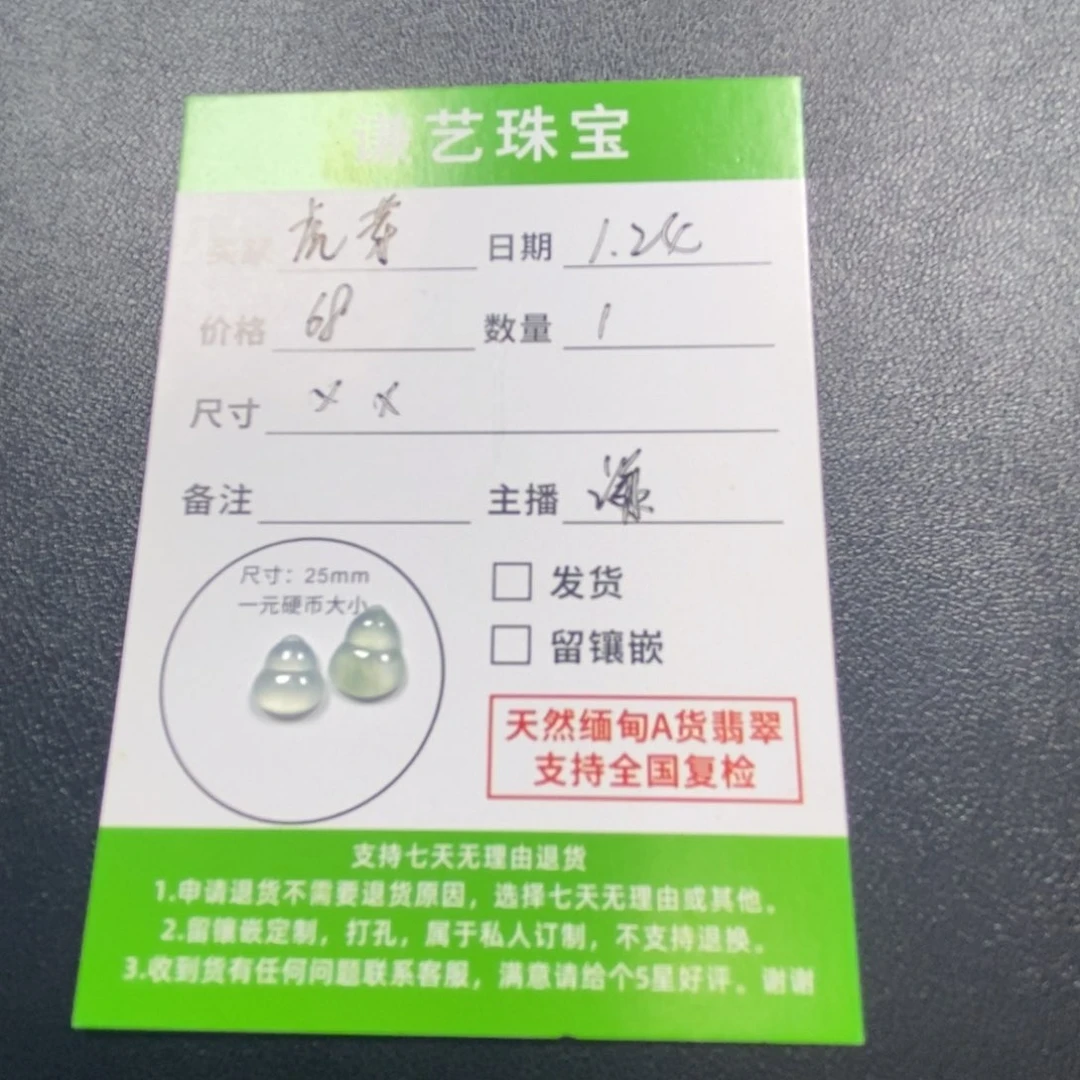 艺珠宝
买家 虎芽 日期 1.24
价格 68 数量 1
尺寸 x x
备注 主播 谦
尺寸：25mm
一元硬币大小
发货
留镶嵌
天然缅甸A货翡翠
支持全国复检
支持七天无理由退货
1.申请退货不需要退货原因，选择七天无理由或其他。
2.留镶嵌定制，打孔，属于私人订制，不支持退换。
3.收到货有任何问题联系客服，满意请给个5星好评。谢谢